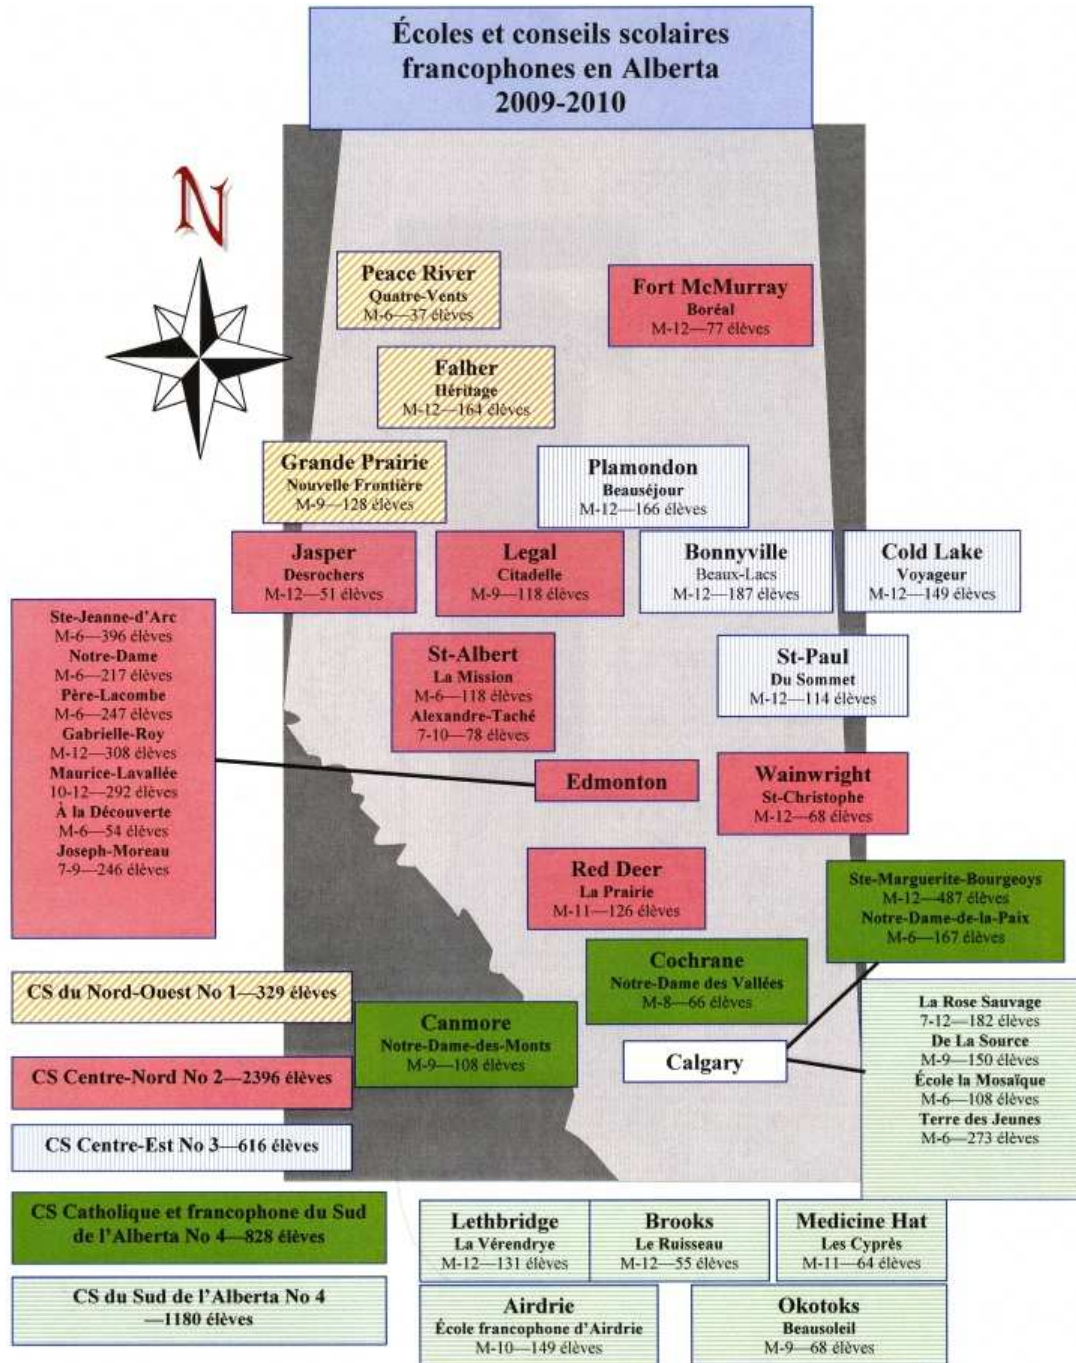 Écoles et conseils scolaires
francophones en Alberta
2009-2010
N
Peace River
Quatre-Vents
M-6—37 élèves
Fort McMurray
Boréal
M-12—77 élèves
Falher
Héritage
M-12—164 élèves
Grande Prairie
Nouvelle Frontière
M-9—128 élèves
Plamondon
Beauséjour
M-12—166 élèves
Jasper
Desrochers
M-12—51 élèves
Legal
Citadelle
M-9—118 élèves
Bonnyville
Beaux-Lacs
M-12—187 élèves
Cold Lake
Voyageur
M-12—149 élèves
Ste-Jeanne-d'Arc
M-6—396 élèves
Notre-Dame
M-6—217 élèves
Père-Lacombe
M-6—247 élèves
Gabrielle-Roy
M-12—308 élèves
Maurice-Lavallée
10-12—292 élèves
À la Découverte
M-6—54 élèves
Joseph-Moreau
7-9—246 élèves
St-Albert
La Mission
M-6—118 élèves
Alexandre-Taché
7-10—78 élèves
St-Paul
Du Sommet
M-12—114 élèves
Edmonton
Wainwright
St-Christophe
M-12—68 élèves
Red Deer
La Prairie
M-11—126 élèves
Ste-Marguerite-Bourgeoys
M-12—487 élèves
Notre-Dame-de-la-Paix
M-6—167 élèves
Cochrane
Notre-Dame des Vallées
M-8—66 élèves
CS du Nord-Ouest No 1—329 élèves
Canmore
Notre-Dame-des-Monts
M-9—108 élèves
Calgary
La Rose Sauvage
7-12—182 élèves
De La Source
M-9—150 élèves
École la Mosaïque
M-6—108 élèves
Terre des Jeunes
M-6—273 élèves
CS Centre-Nord No 2—2396 élèves
CS Centre-Est No 3—616 élèves
CS Catholique et francophone du Sud
de l'Alberta No 4—828 élèves
CS du Sud de l'Alberta No 4
—1180 élèves
Lethbridge
La Vérendrye
M-12—131 élèves
Brooks
Le Ruisseau
M-12—55 élèves
Medicine Hat
Les Cyprès
M-11—64 élèves
Airdrie
École francophone d'Airdrie
M-10—149 élèves
Okotoks
Beausoleil
M-9—68 élèves